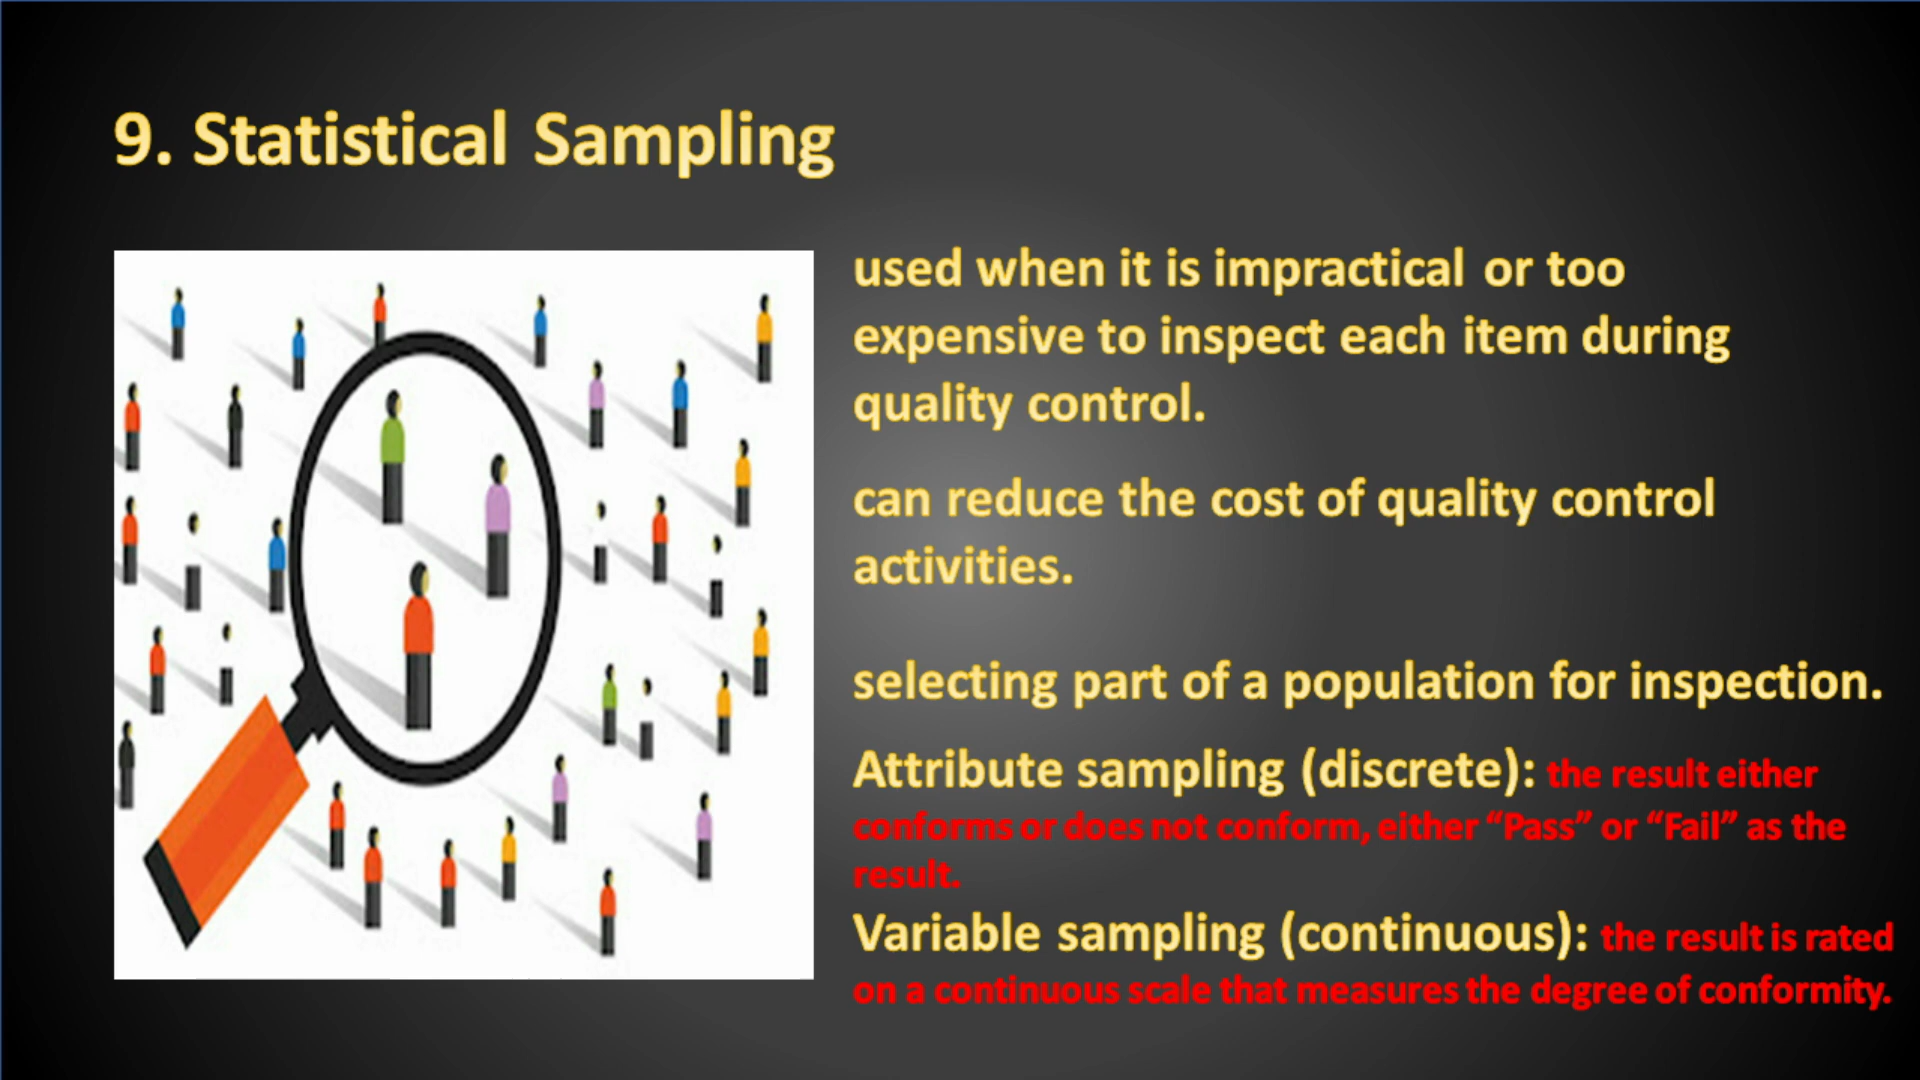 9. Statistical Sampling
used when it is impractical or too
expensive to inspect each item during
quality control.
can reduce the cost of quality control
activities.
selecting part of a population for inspection.
Attribute sampling (discrete): the result either
conforms or does not conform, either “Pass” or “Fail” as the
result.
Variable sampling (continuous): the result is rated
on a continuous scale that measures the degree of conformity.